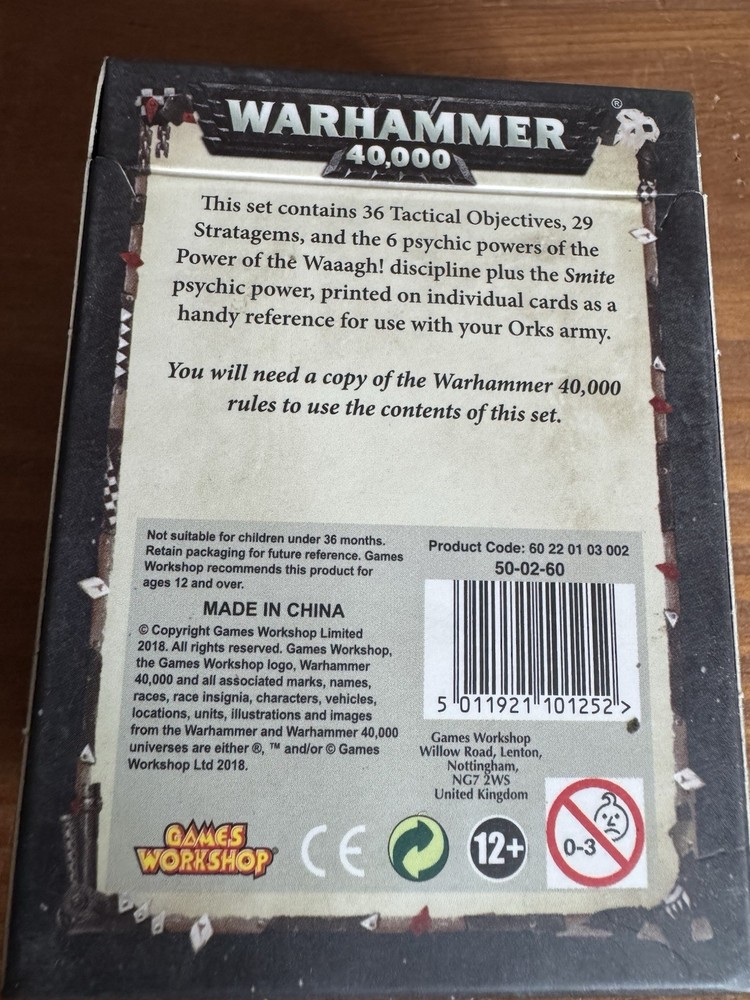 WARHAMMER®
40,000
This set contains 36 Tactical Objectives, 29
Stratagems, and the 6 psychic powers of the
Power of the Waaagh! discipline plus the Smite
psychic power, printed on individual cards as a
handy reference for use with your Orks army.
You will need a copy of the Warhammer 40,000
rules to use the contents of this set.
Not suitable for children under 36 months.
Retain packaging for future reference. Games
Workshop recommends this product for
ages 12 and over.
MADE IN CHINA
© Copyright Games Workshop Limited
2018. All rights reserved. Games Workshop,
the Games Workshop logo, Warhammer
40,000 and all associated marks, names,
races, race insignia, characters, vehicles,
locations, units, illustrations and images
from the Warhammer and Warhammer 40,000
universes are either ®, ™ and/or © Games
Workshop Ltd 2018.
Product Code: 60 22 01 03 002
50-02-60
5 011921 101252 >
Games Workshop
Willow Road, Lenton,
Nottingham,
NG7 2WS
United Kingdom
GAMES
WORKSHOP®
CE
12+
0-3